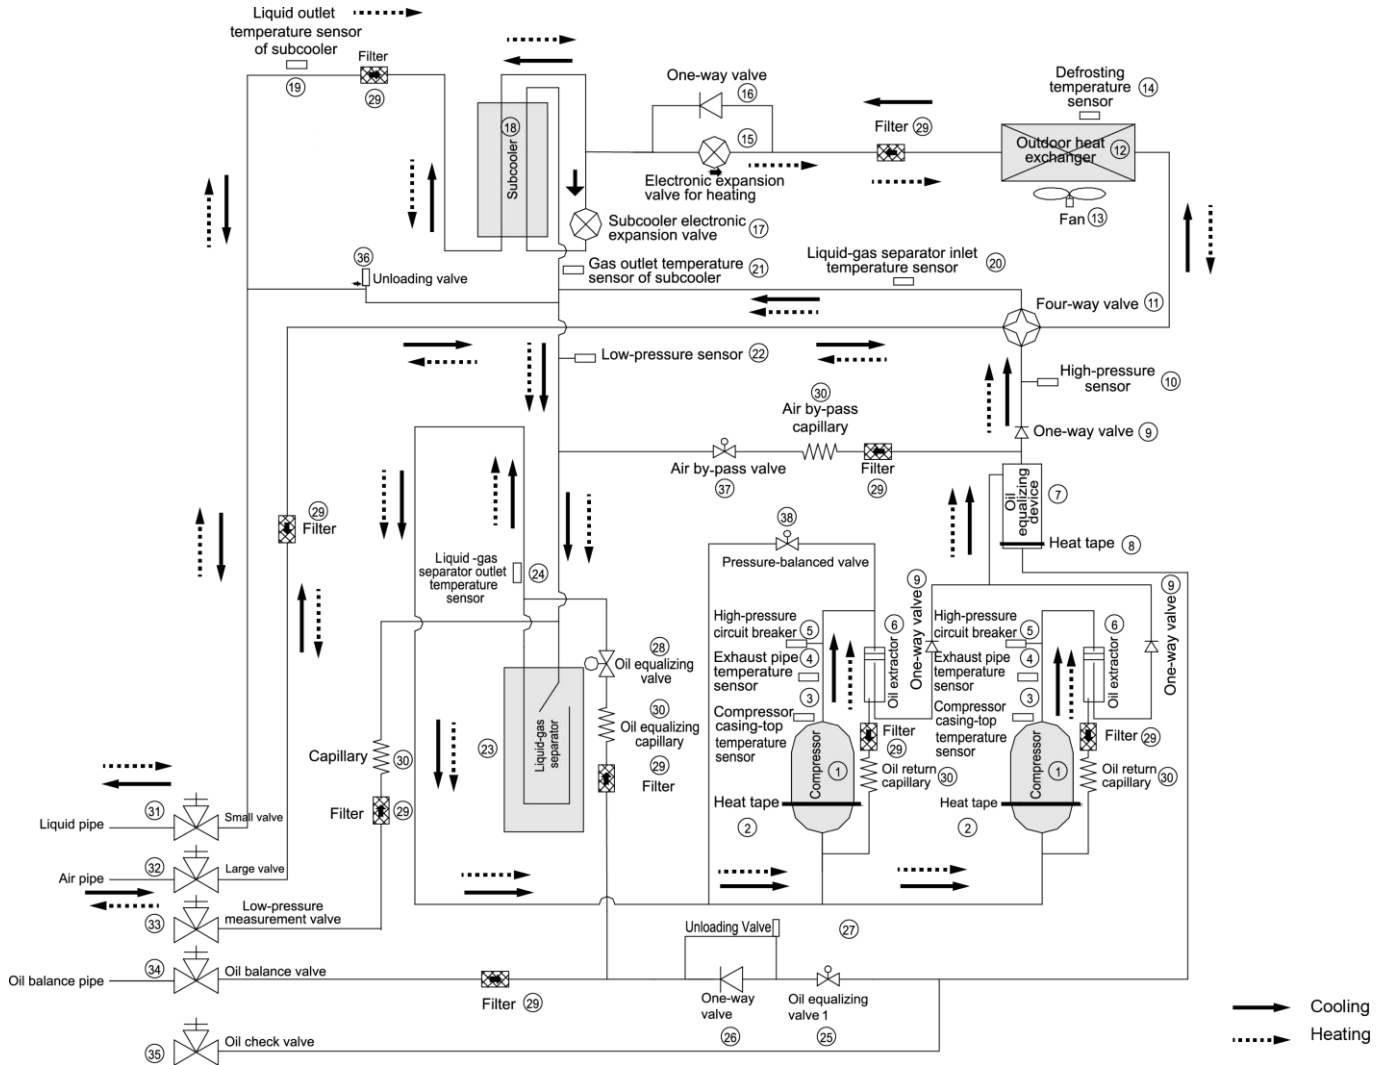 Liquid outlet
temperature sensor
of subcooler
19
Filter
29
18
Subcooler
One-way valve
16
15
Electronic expansion
valve for heating
Filter 29
Defrosting
temperature
sensor
14
Outdoor heat
exchanger
12
Fan 13
Subcooler electronic
expansion valve
17
36
Unloading valve
Gas outlet temperature
sensor of subcooler
21
Liquid-gas separator inlet
temperature sensor
20
Four-way valve
11
Low-pressure sensor
22
High-pressure
sensor
10
30
Air by-pass
capillary
One-way valve 9
Air by-pass valve
37
Filter
29
Oil
equalizing
device
7
Heat tape
8
29
Filter
38
Pressure-balanced valve
Liquid -gas
separator outlet
temperature
sensor
24
High-pressure
circuit breaker
5
Exhaust pipe
temperature
sensor
4
3
Compressor
casing-top
temperature
sensor
6
Oil extractor
9
One-way valve
High-pressure
circuit breaker
5
Exhaust pipe
temperature
sensor
4
3
Compressor
casing-top
temperature
sensor
6
Oil extractor
9
One-way valve
28
Oil equalizing
valve
30
Oil equalizing
capillary
29
Filter
23
Liquid-gas
separator
Capillary
30
Filter
29
Filter
29
Oil return
capillary
30
Compressor
1
Heat tape
2
Filter 29
Oil return
capillary
30
Compressor
1
Heat tape
2
31
Liquid pipe
Small valve
32
Air pipe
Large valve
Low-pressure
measurement valve
33
34
Oil balance pipe
Oil balance valve
Filter 29
Unloading Valve
27
One-way
valve
26
Oil equalizing
valve 1
25
35
Oil check valve
Cooling
Heating